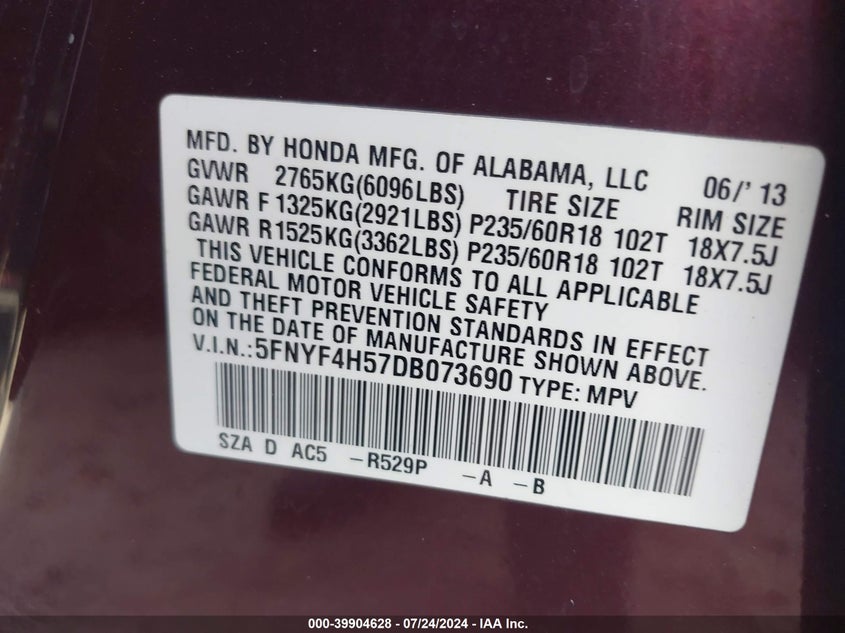 MFD. BY HONDA MFG. OF ALABAMA, LLC 06/' 13
GVWR 2765KG(6096LBS) TIRE SIZE RIM SIZE
GAWR F 1325KG(2921LBS) P235/60R18 102T 18X7.5J
GAWR R 1525KG(3362LBS) P235/60R18 102T 18X7.5J
THIS VEHICLE CONFORMS TO ALL APPLICABLE
FEDERAL MOTOR VEHICLE SAFETY
AND THEFT PREVENTION STANDARDS IN EFFECT
ON THE DATE OF MANUFACTURE SHOWN ABOVE.
V.I.N.:5FNYF4H57DB073690 TYPE: MPV
SZA D AC5 -R529P -A -B
000-39904628 - 07/24/2024 - IAA Inc.